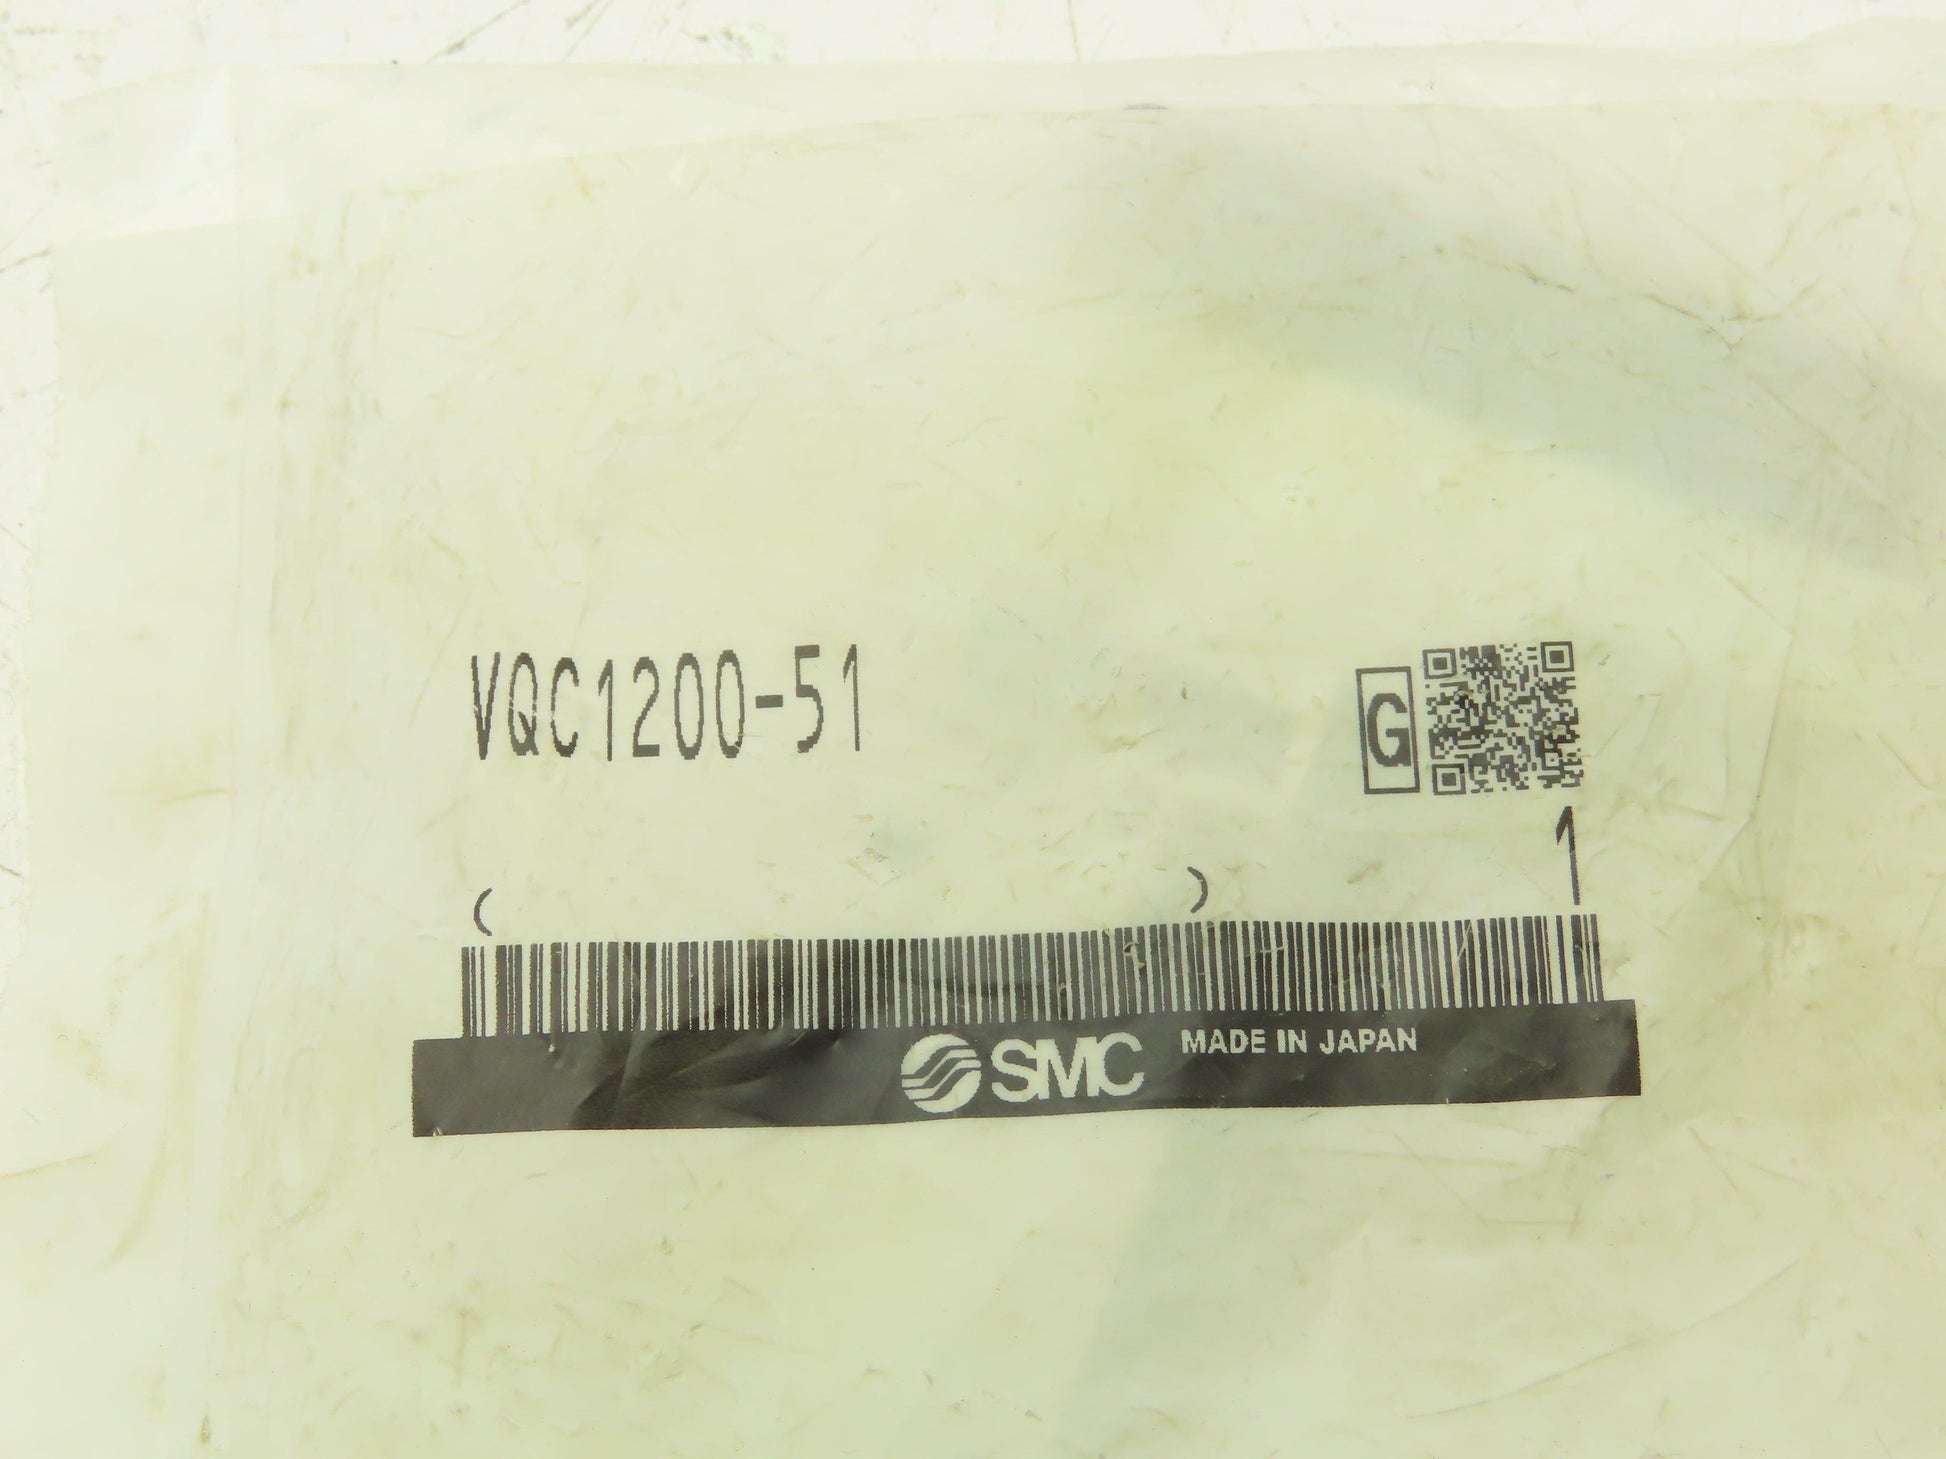 VQC1200-51
G
1
( )
SMC MADE IN JAPAN